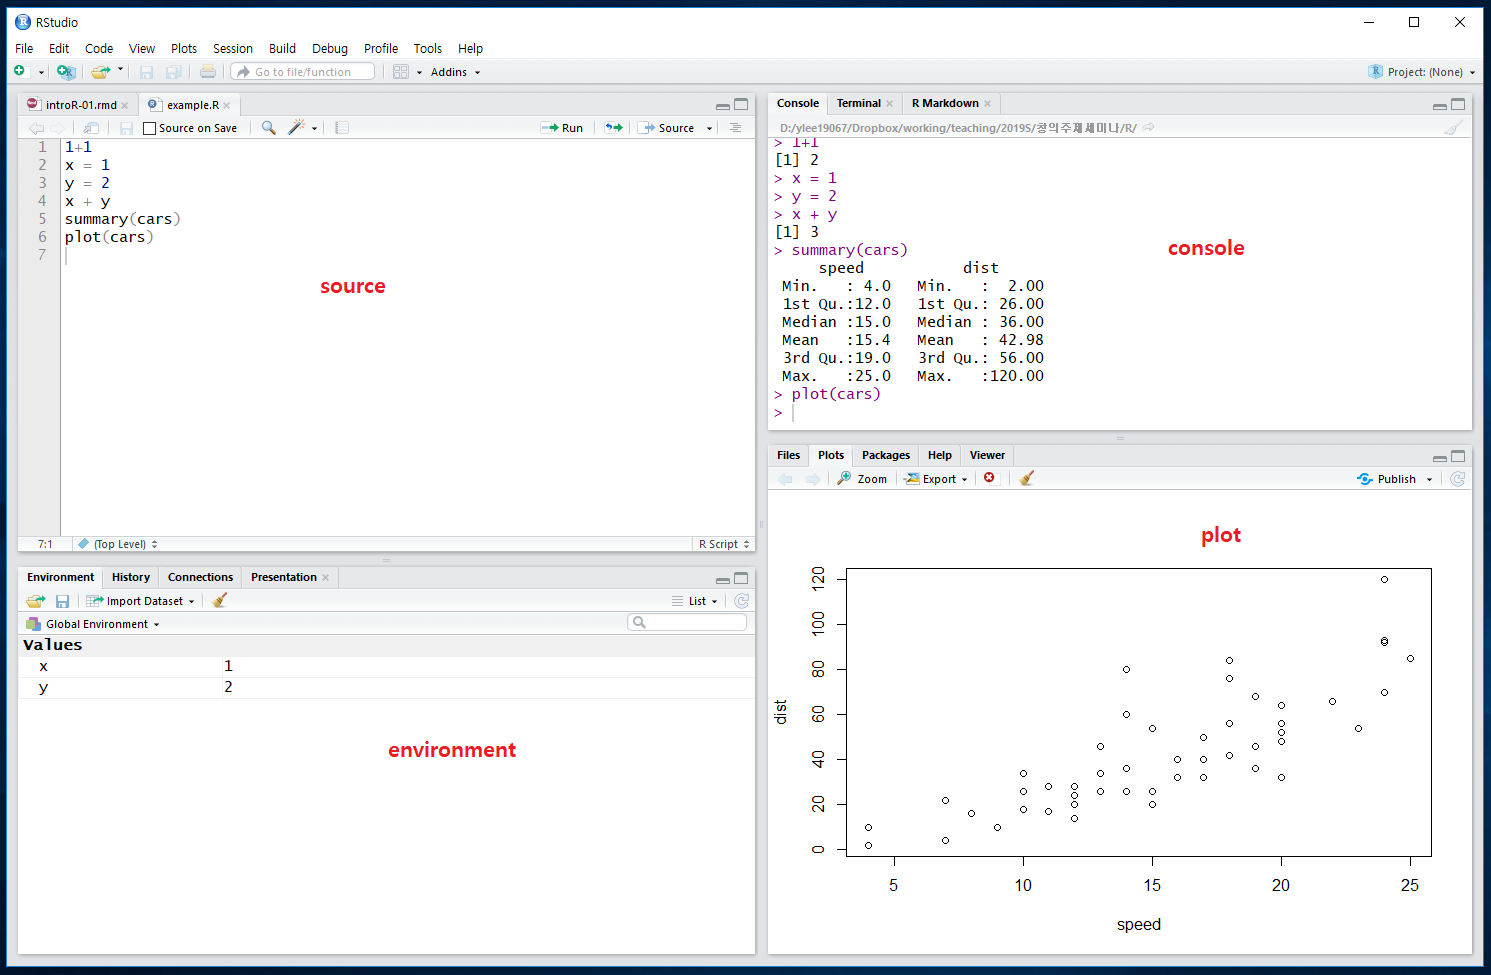 RStudio
File Edit Code View Plots Session Build Debug Profile Tools Help
Go to file/function Addins Project: (None)
introR-01.rmd example.R
Source on Save Run Source
1 1+1
2 x = 1
3 y = 2
4 x + y
5 summary(cars)
6 plot(cars)
7
source
7:1 (Top Level) R Script
Environment History Connections Presentation
Import Dataset List
Global Environment
Values
x 1
y 2
environment
Console Terminal R Markdown
D:/ylee19067/Dropbox/working/teaching/2019S/창의주제세미나/R/
> 1+1
[1] 2
> x = 1
> y = 2
> x + y
[1] 3
> summary(cars)
speed dist
Min. : 4.0 Min. : 2.00
1st Qu.:12.0 1st Qu.: 26.00
Median :15.0 Median : 36.00
Mean :15.4 Mean : 42.98
3rd Qu.:19.0 3rd Qu.: 56.00
Max. :25.0 Max. :120.00
> plot(cars)
>
console
Files Plots Packages Help Viewer
Zoom Export Publish
plot
120
100
80
60
40
20
0
dist
5 10 15 20 25
speed